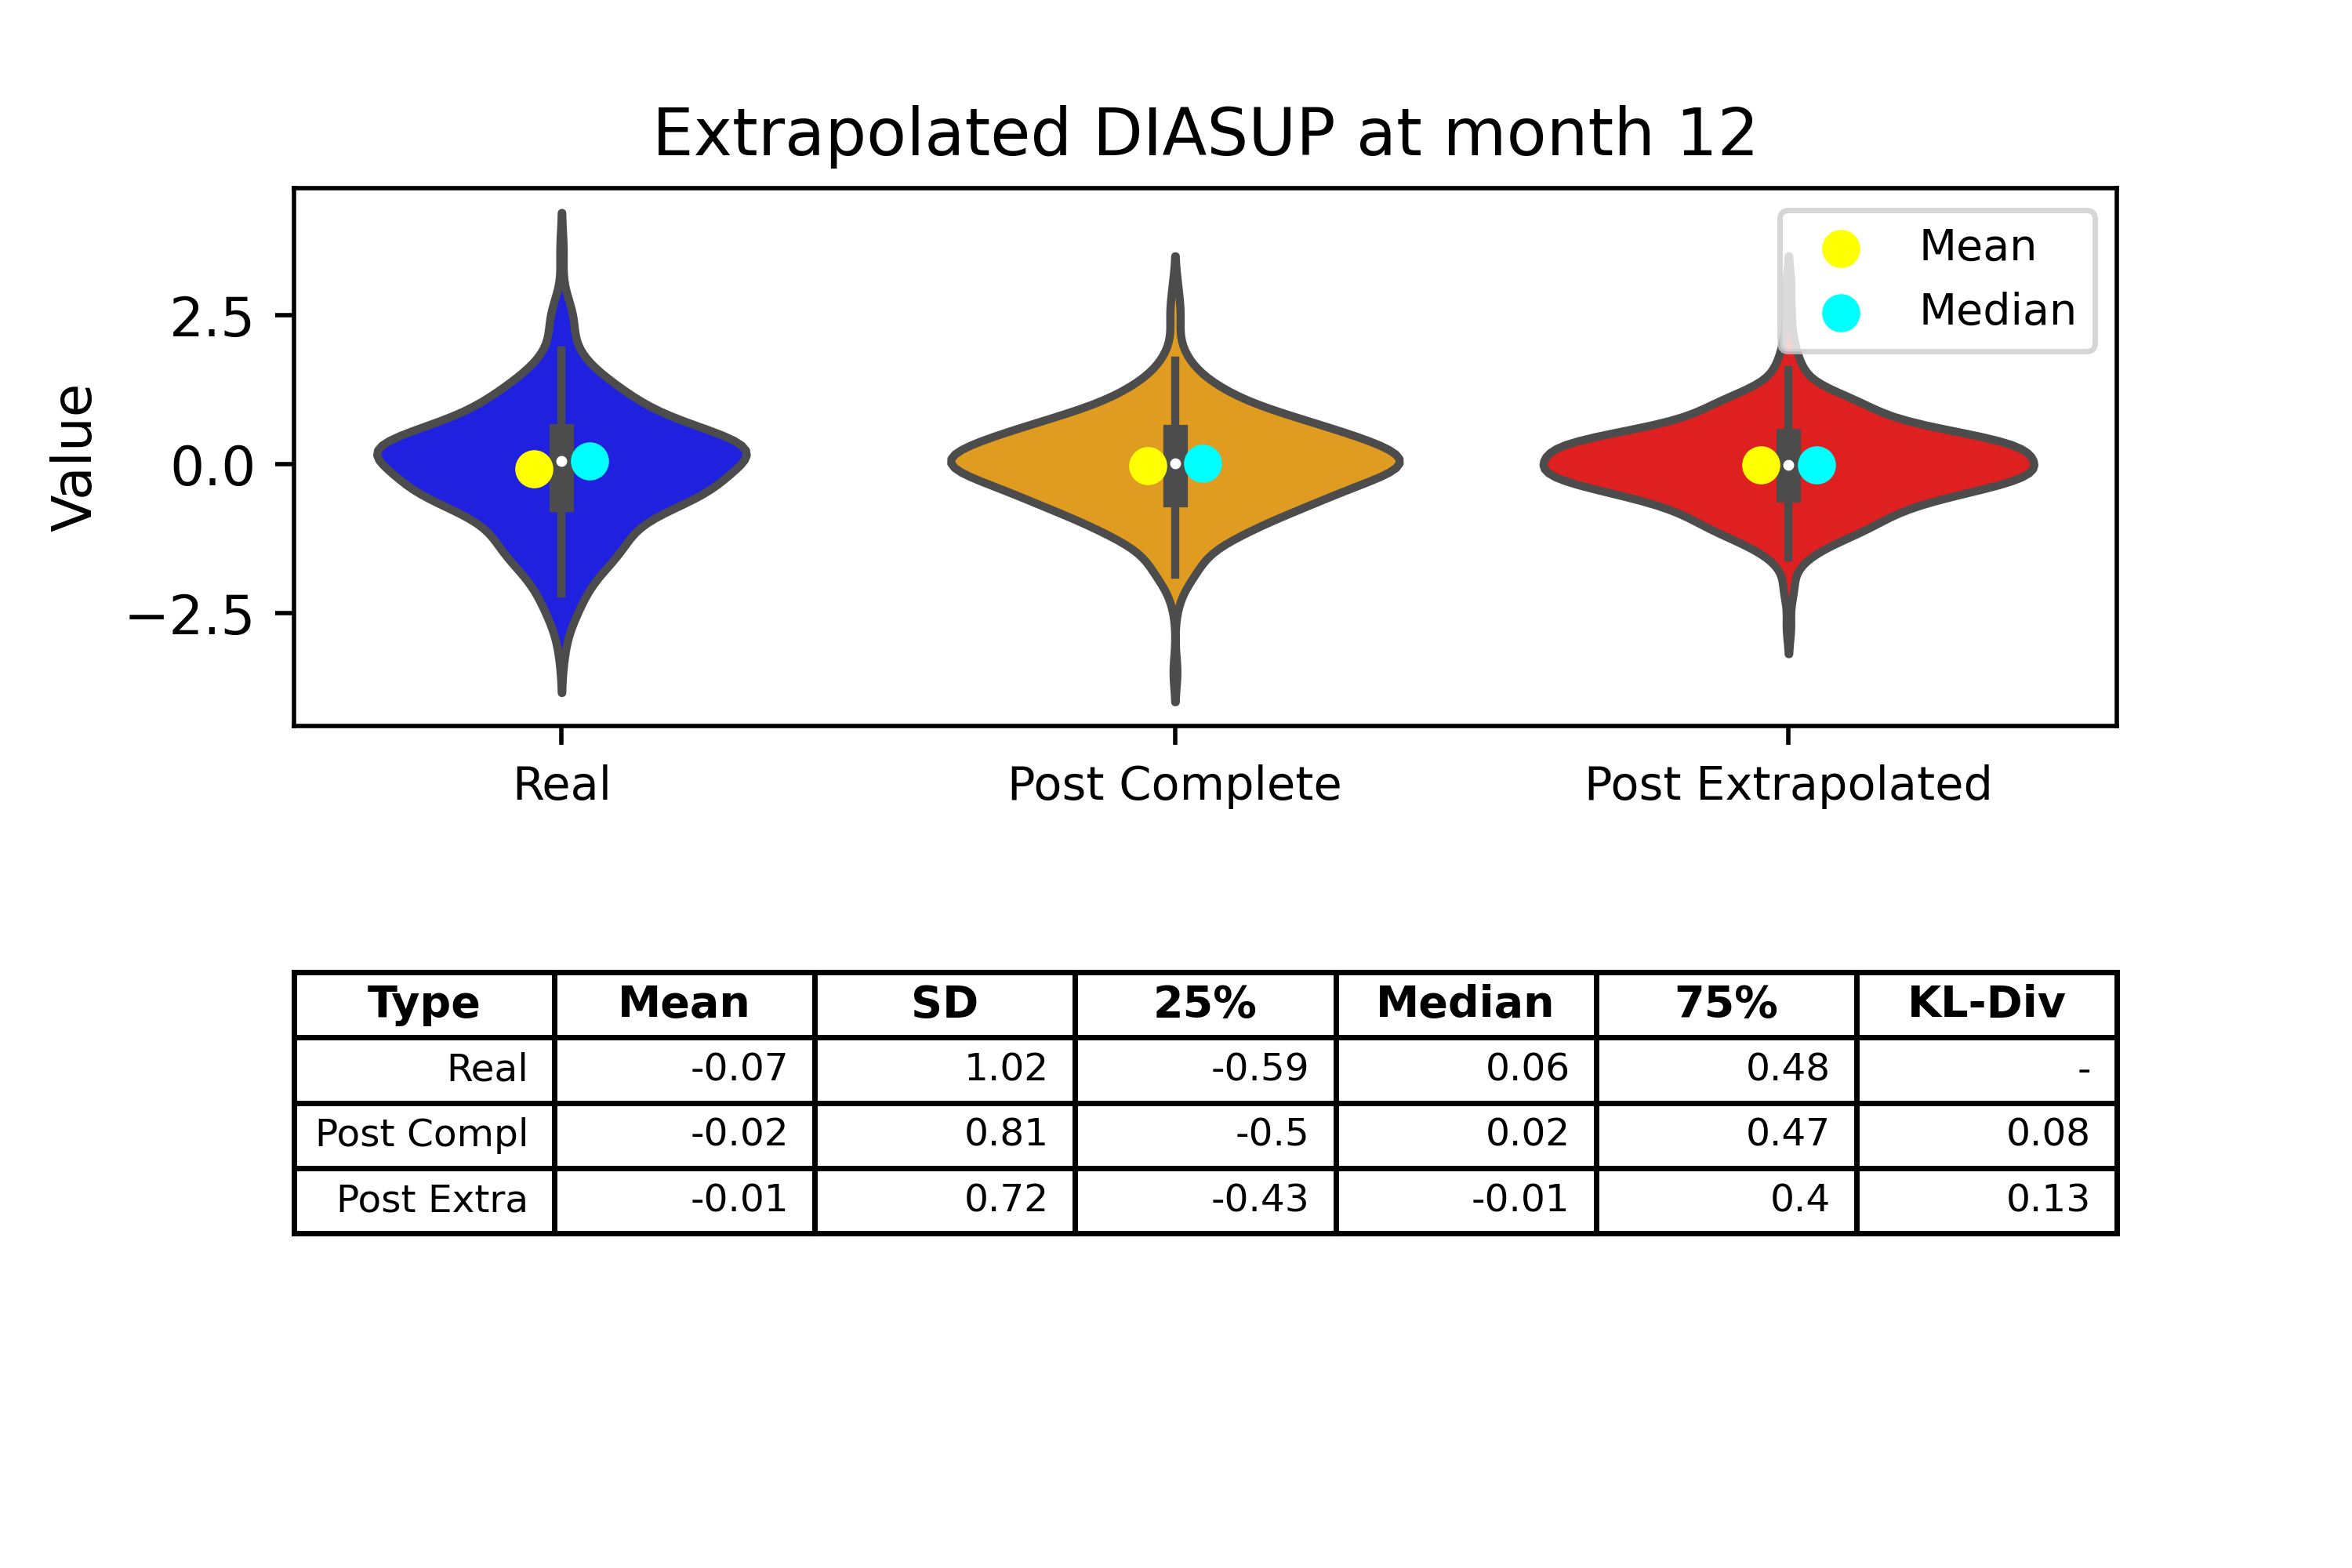 Extrapolated DIASUP at month 12
Mean
Median
Value
2.5
0.0
−2.5
Real Post Complete Post Extrapolated
Type Mean SD 25% Median 75% KL-Div
Real -0.07 1.02 -0.59 0.06 0.48 -
Post Compl -0.02 0.81 -0.5 0.02 0.47 0.08
Post Extra -0.01 0.72 -0.43 -0.01 0.4 0.13